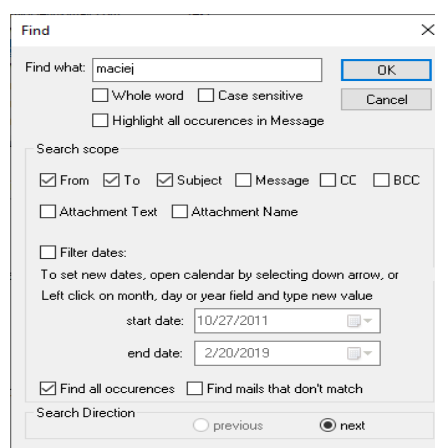 Find
Find what: maciej
OK
Whole word Case sensitive
Cancel
Highlight all occurences in Message
Search scope
From To Subject Message CC BCC
Attachment Text Attachment Name
Filter dates:
To set new dates, open calendar by selecting down arrow, or
Left click on month, day or year field and type new value
start date: 10/27/2011
end date: 2/20/2019
Find all occurences Find mails that don't match
Search Direction
previous next